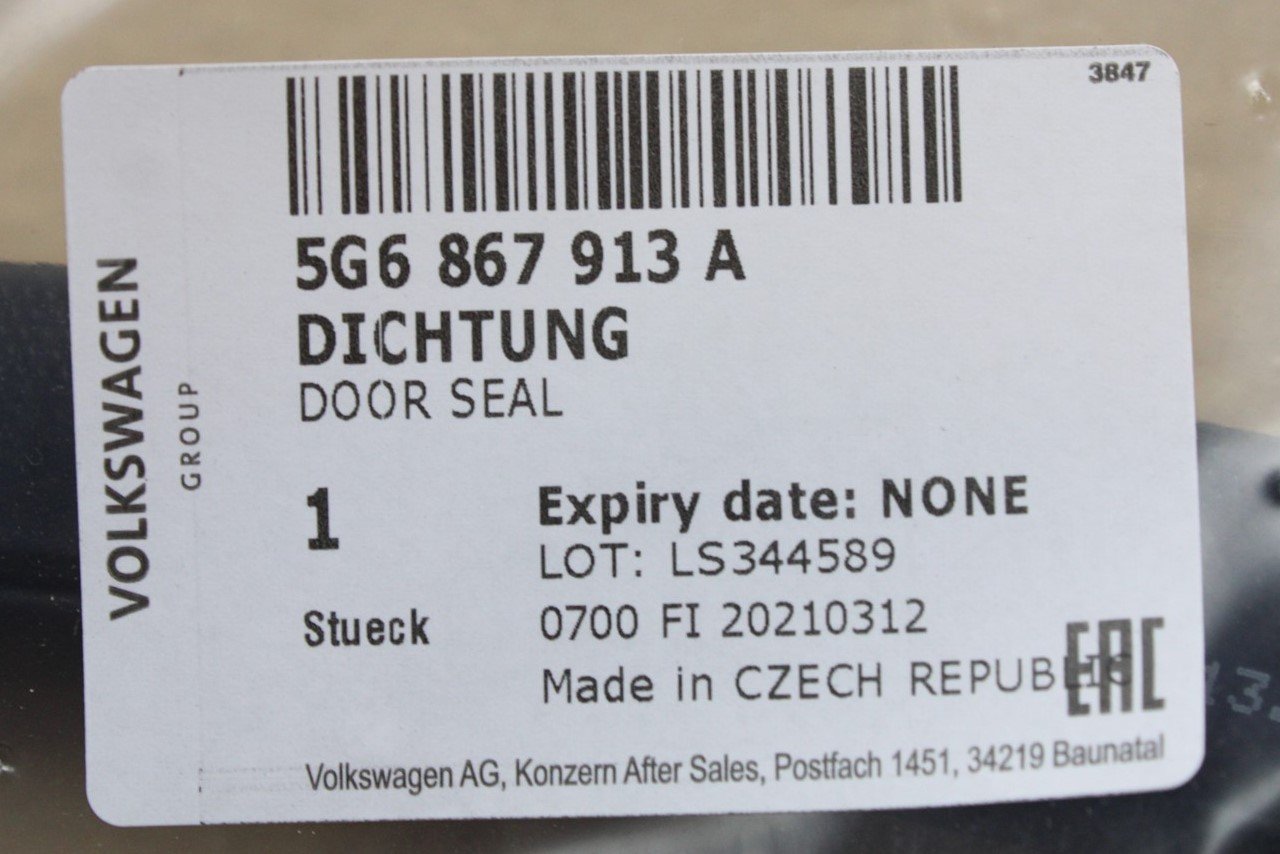 3847
5G6 867 913 A
DICHTUNG
DOOR SEAL
VOLKSWAGEN
GROUP
1
Expiry date: NONE
LOT: LS344589
Stueck
0700 FI 20210312
Made in CZECH REPUBLIC
EAC
Volkswagen AG, Konzern After Sales, Postfach 1451, 34219 Baunatal